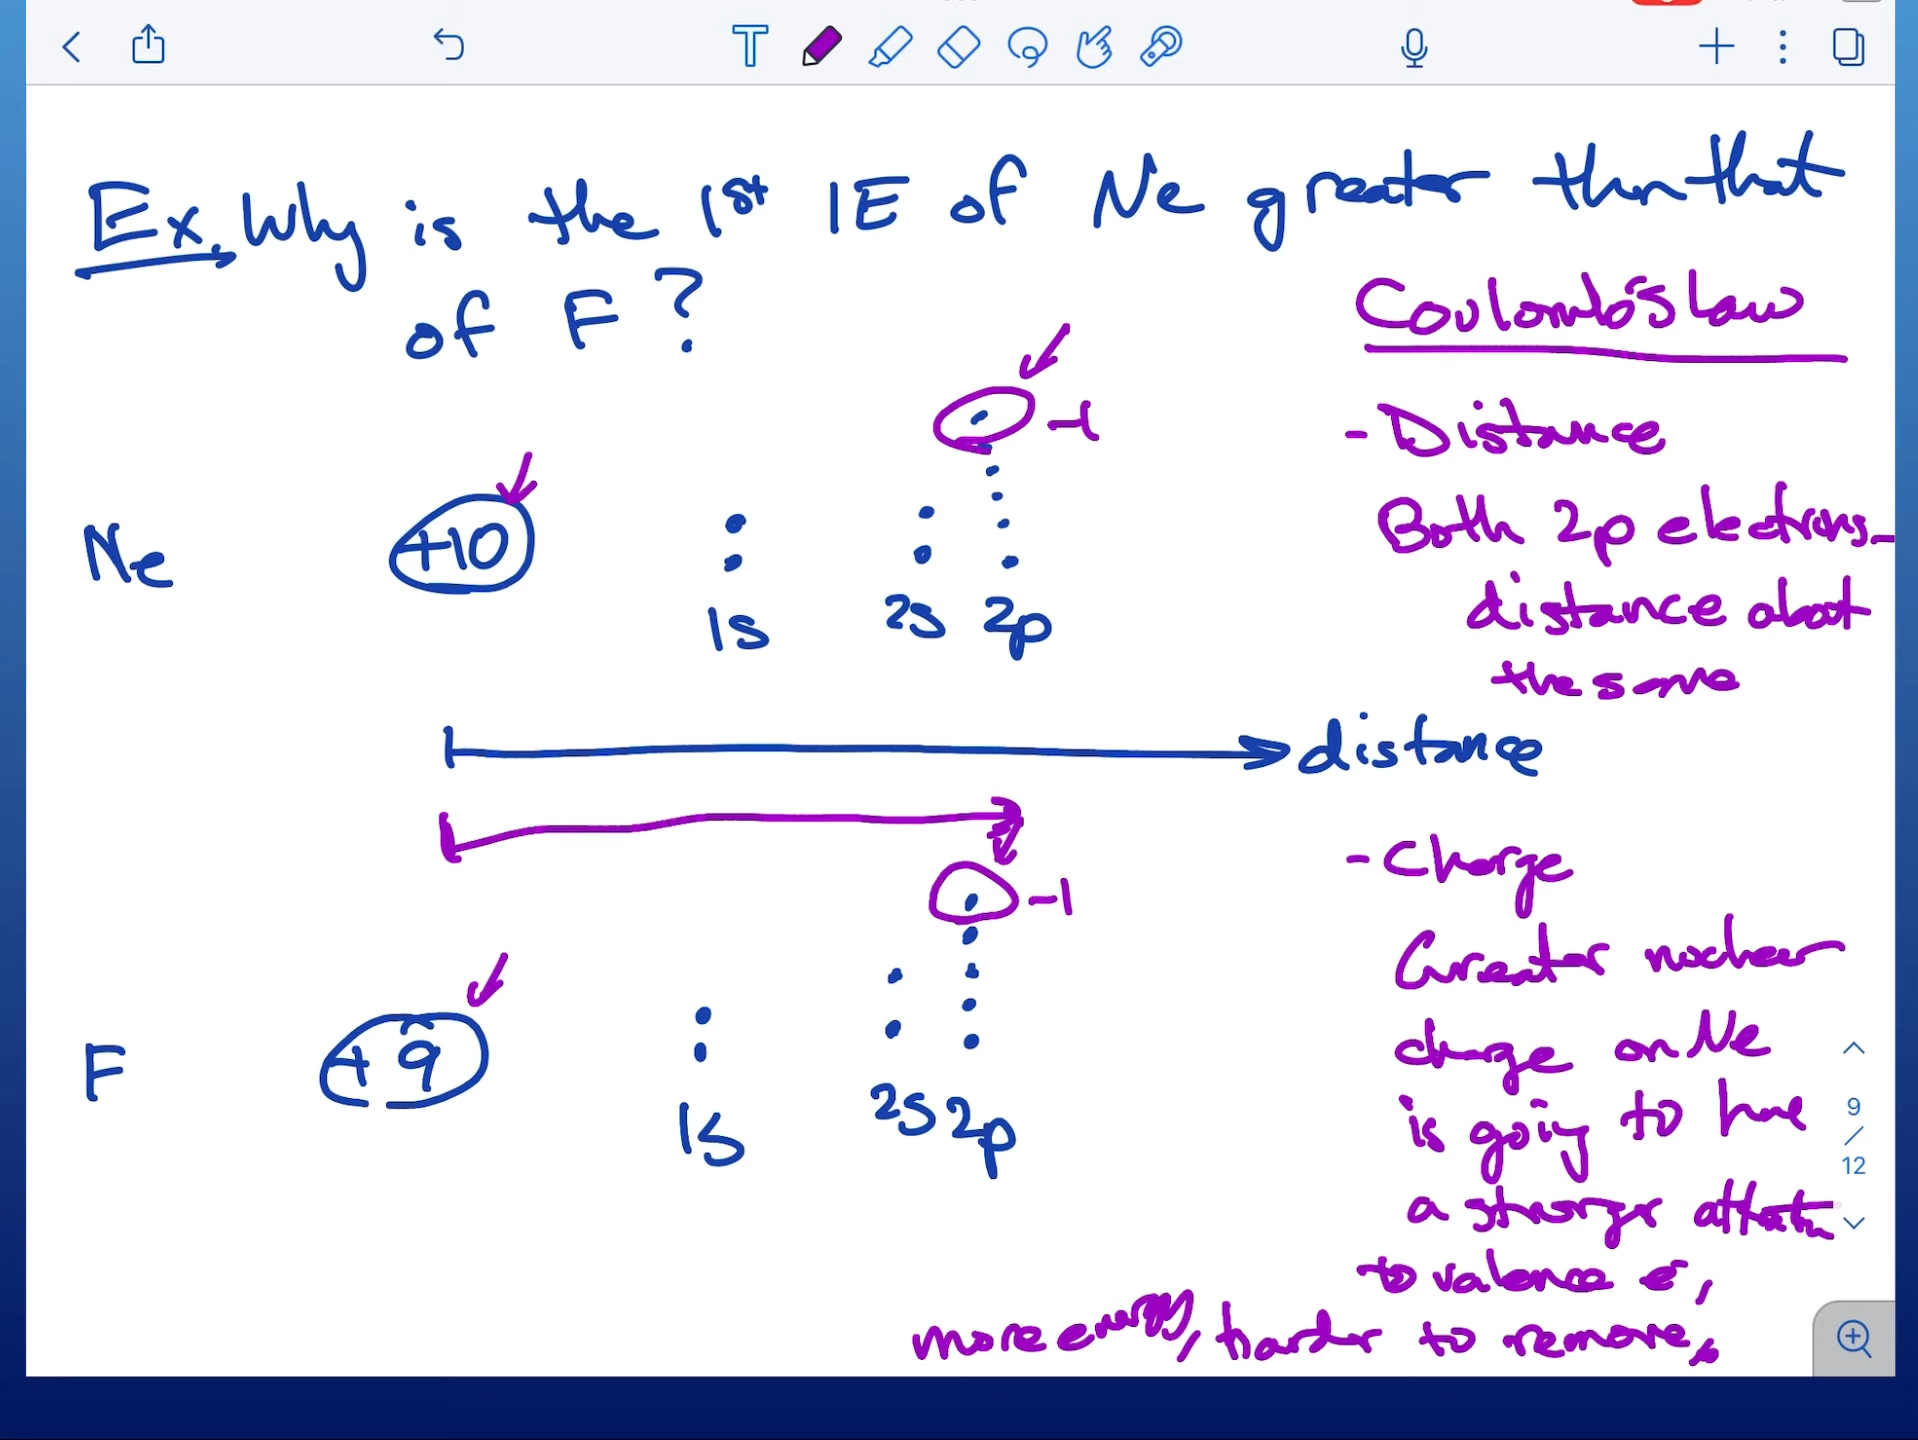 Ex. Why is the 1st IE of Ne greater than that
of F?
Coulomb's Law
- Distance
Both 2p electrons -
distance about
the same
-1
Ne
+10
1s
2s 2p
distance
- Charge
Greater nuclear
charge on Ne
is going to have
a stronger
to valence e⁻,
more energy, harder to remove.
-1
F
+9
1s
2s 2p
T
9
/
12